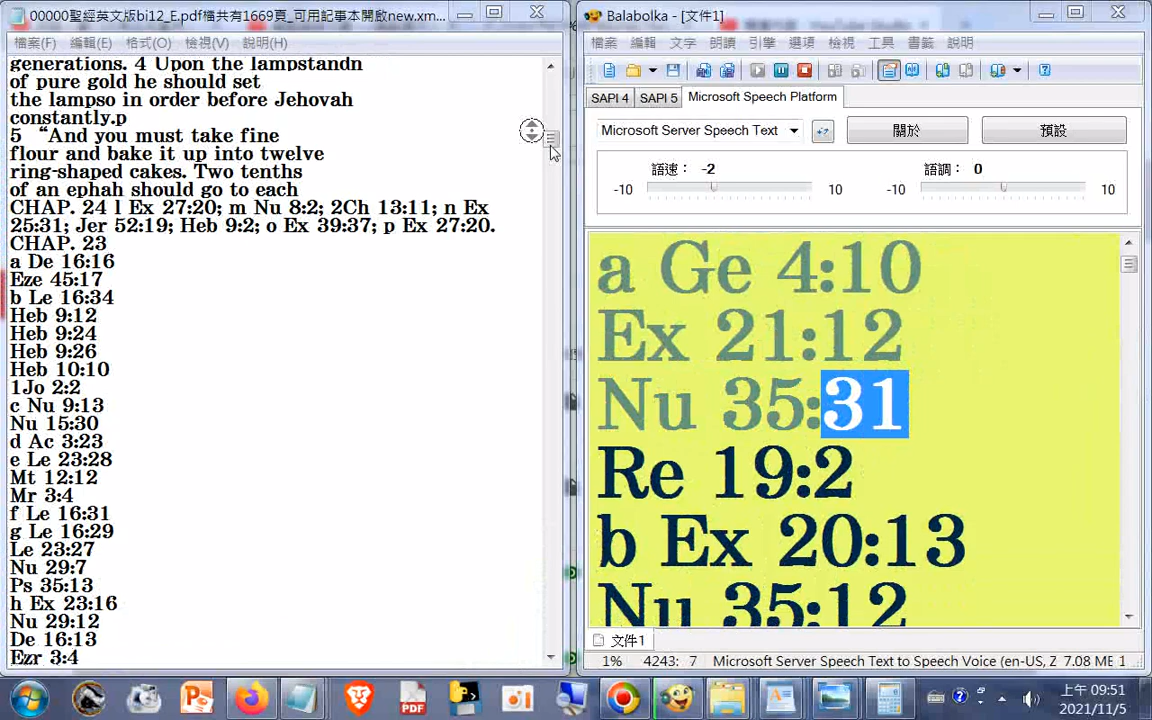 00000聖經英文版bi12_E.pdf檔共有1669頁_可用記事本開啟new.xm...
檔案(F) 編輯(E) 格式(O) 檢視(V) 說明(H)
generations. 4 Upon the lampstandn
of pure gold he should set
the lampso in order before Jehovah
constantly.p
5 “And you must take fine
flour and bake it up into twelve
ring-shaped cakes. Two tenths
of an ephah should go to each
CHAP. 24 l Ex 27:20; m Nu 8:2; 2Ch 13:11; n Ex
25:31; Jer 52:19; Heb 9:2; o Ex 39:37; p Ex 27:20.
CHAP. 23
a De 16:16
Eze 45:17
b Le 16:34
Heb 9:12
Heb 9:24
Heb 9:26
Heb 10:10
1Jo 2:2
c Nu 9:13
Nu 15:30
d Ac 3:23
e Le 23:28
Mt 12:12
Mr 3:4
f Le 16:31
g Le 16:29
Le 23:27
Nu 29:7
Ps 35:13
h Ex 23:16
Nu 29:12
De 16:13
Ezr 3:4
Balabolka - [文件1]
檔案 編輯 文字 朗讀 引擎 選項 檢視 工具 書籤 說明
SAPI 4 SAPI 5 Microsoft Speech Platform
Microsoft Server Speech Text 關於 預設
語速： -2 語調： 0
-10 10 -10 10
a Ge 4:10
Ex 21:12
Nu 35:31
Re 19:2
b Ex 20:13
Nu 35:12
文件1
1% 4243: 7 Microsoft Server Speech Text to Speech Voice (en-US, Z 7.08 ME 1
PDF
上午 09:51
2021/11/5